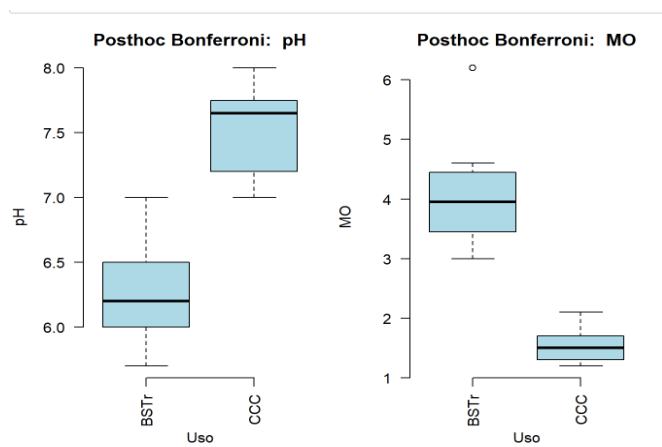 Posthoc Bonferroni: pH
8.0
7.5
7.0
6.5
6.0
pH
BSTr
CCC
Uso
Posthoc Bonferroni: MO
6
5
4
3
2
1
MO
BSTr
CCC
Uso